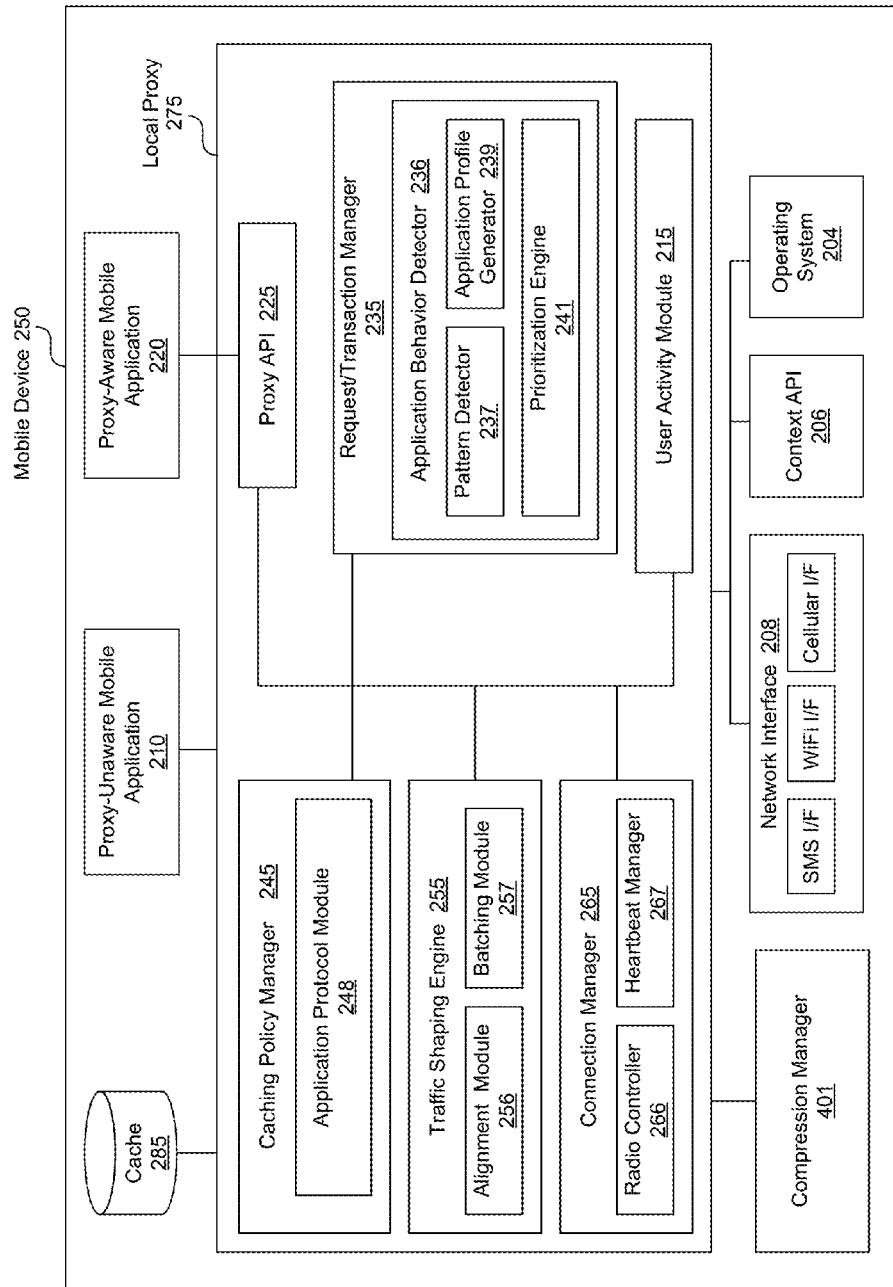 Mobile Device 250
Cache
285
Proxy-Unaware Mobile
Application
210
Proxy-Aware Mobile
Application
220
Local Proxy
275
Caching Policy Manager 245
Application Protocol Module
248
Traffic Shaping Engine 255
Alignment Module
256
Batching Module
257
Connection Manager 265
Radio Controller
266
Heartbeat Manager
267
Proxy API 225
Request/Transaction Manager
235
Application Behavior Detector 236
Pattern Detector
237
Application Profile
Generator 239
Prioritization Engine
241
User Activity Module 215
Compression Manager
401
Network Interface 208
SMS I/F
WiFi I/F
Cellular I/F
Context API
206
Operating
System
204